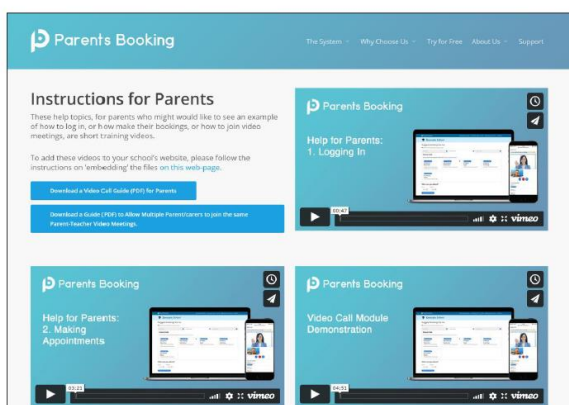 Parents Booking
The System Why Choose Us Try for Free About Us Support
Instructions for Parents
These help topics, for parents who might would like to see an example
of how to log in, or how make their bookings, or how to join video
meetings, are short training videos.
To add these videos to your school's website, please follow the
instructions on 'embedding' the files on this web-page.
Download a Video Call Guide (PDF) for Parents
Download a Guide (PDF) to Allow Multiple Parent/carers to join the same
Parent-Teacher Video Meetings.
Parents Booking
Help for Parents:
1. Logging In
00:47
vimeo
Parents Booking
Help for Parents:
2. Making
Appointments
03:22
vimeo
Parents Booking
Video Call Module
Demonstration
04:51
vimeo